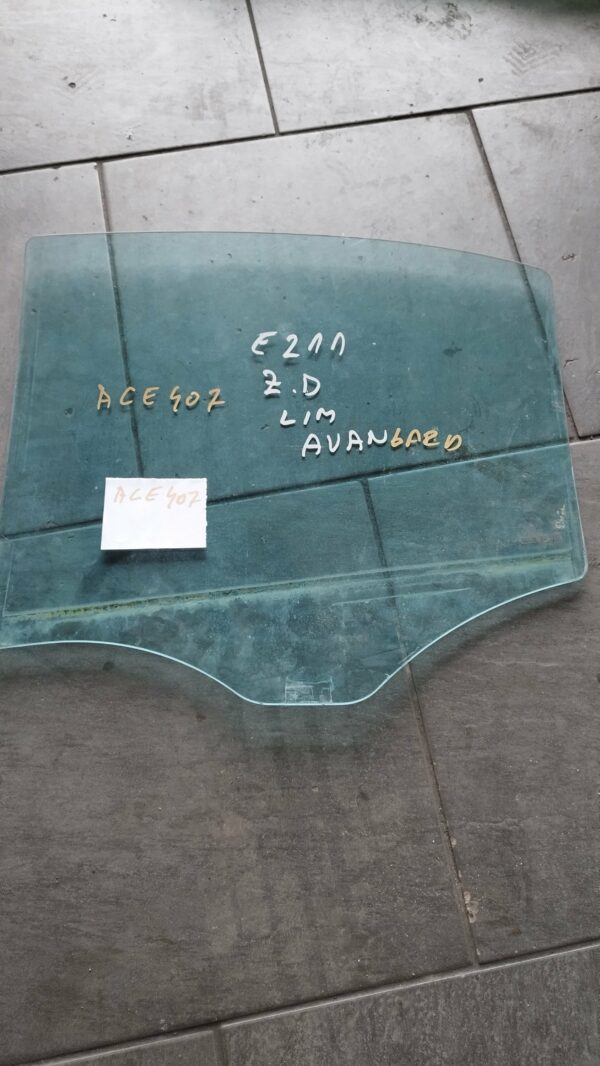 E211
Z.D
ACE407
LIM
AVANGARD
ACE407